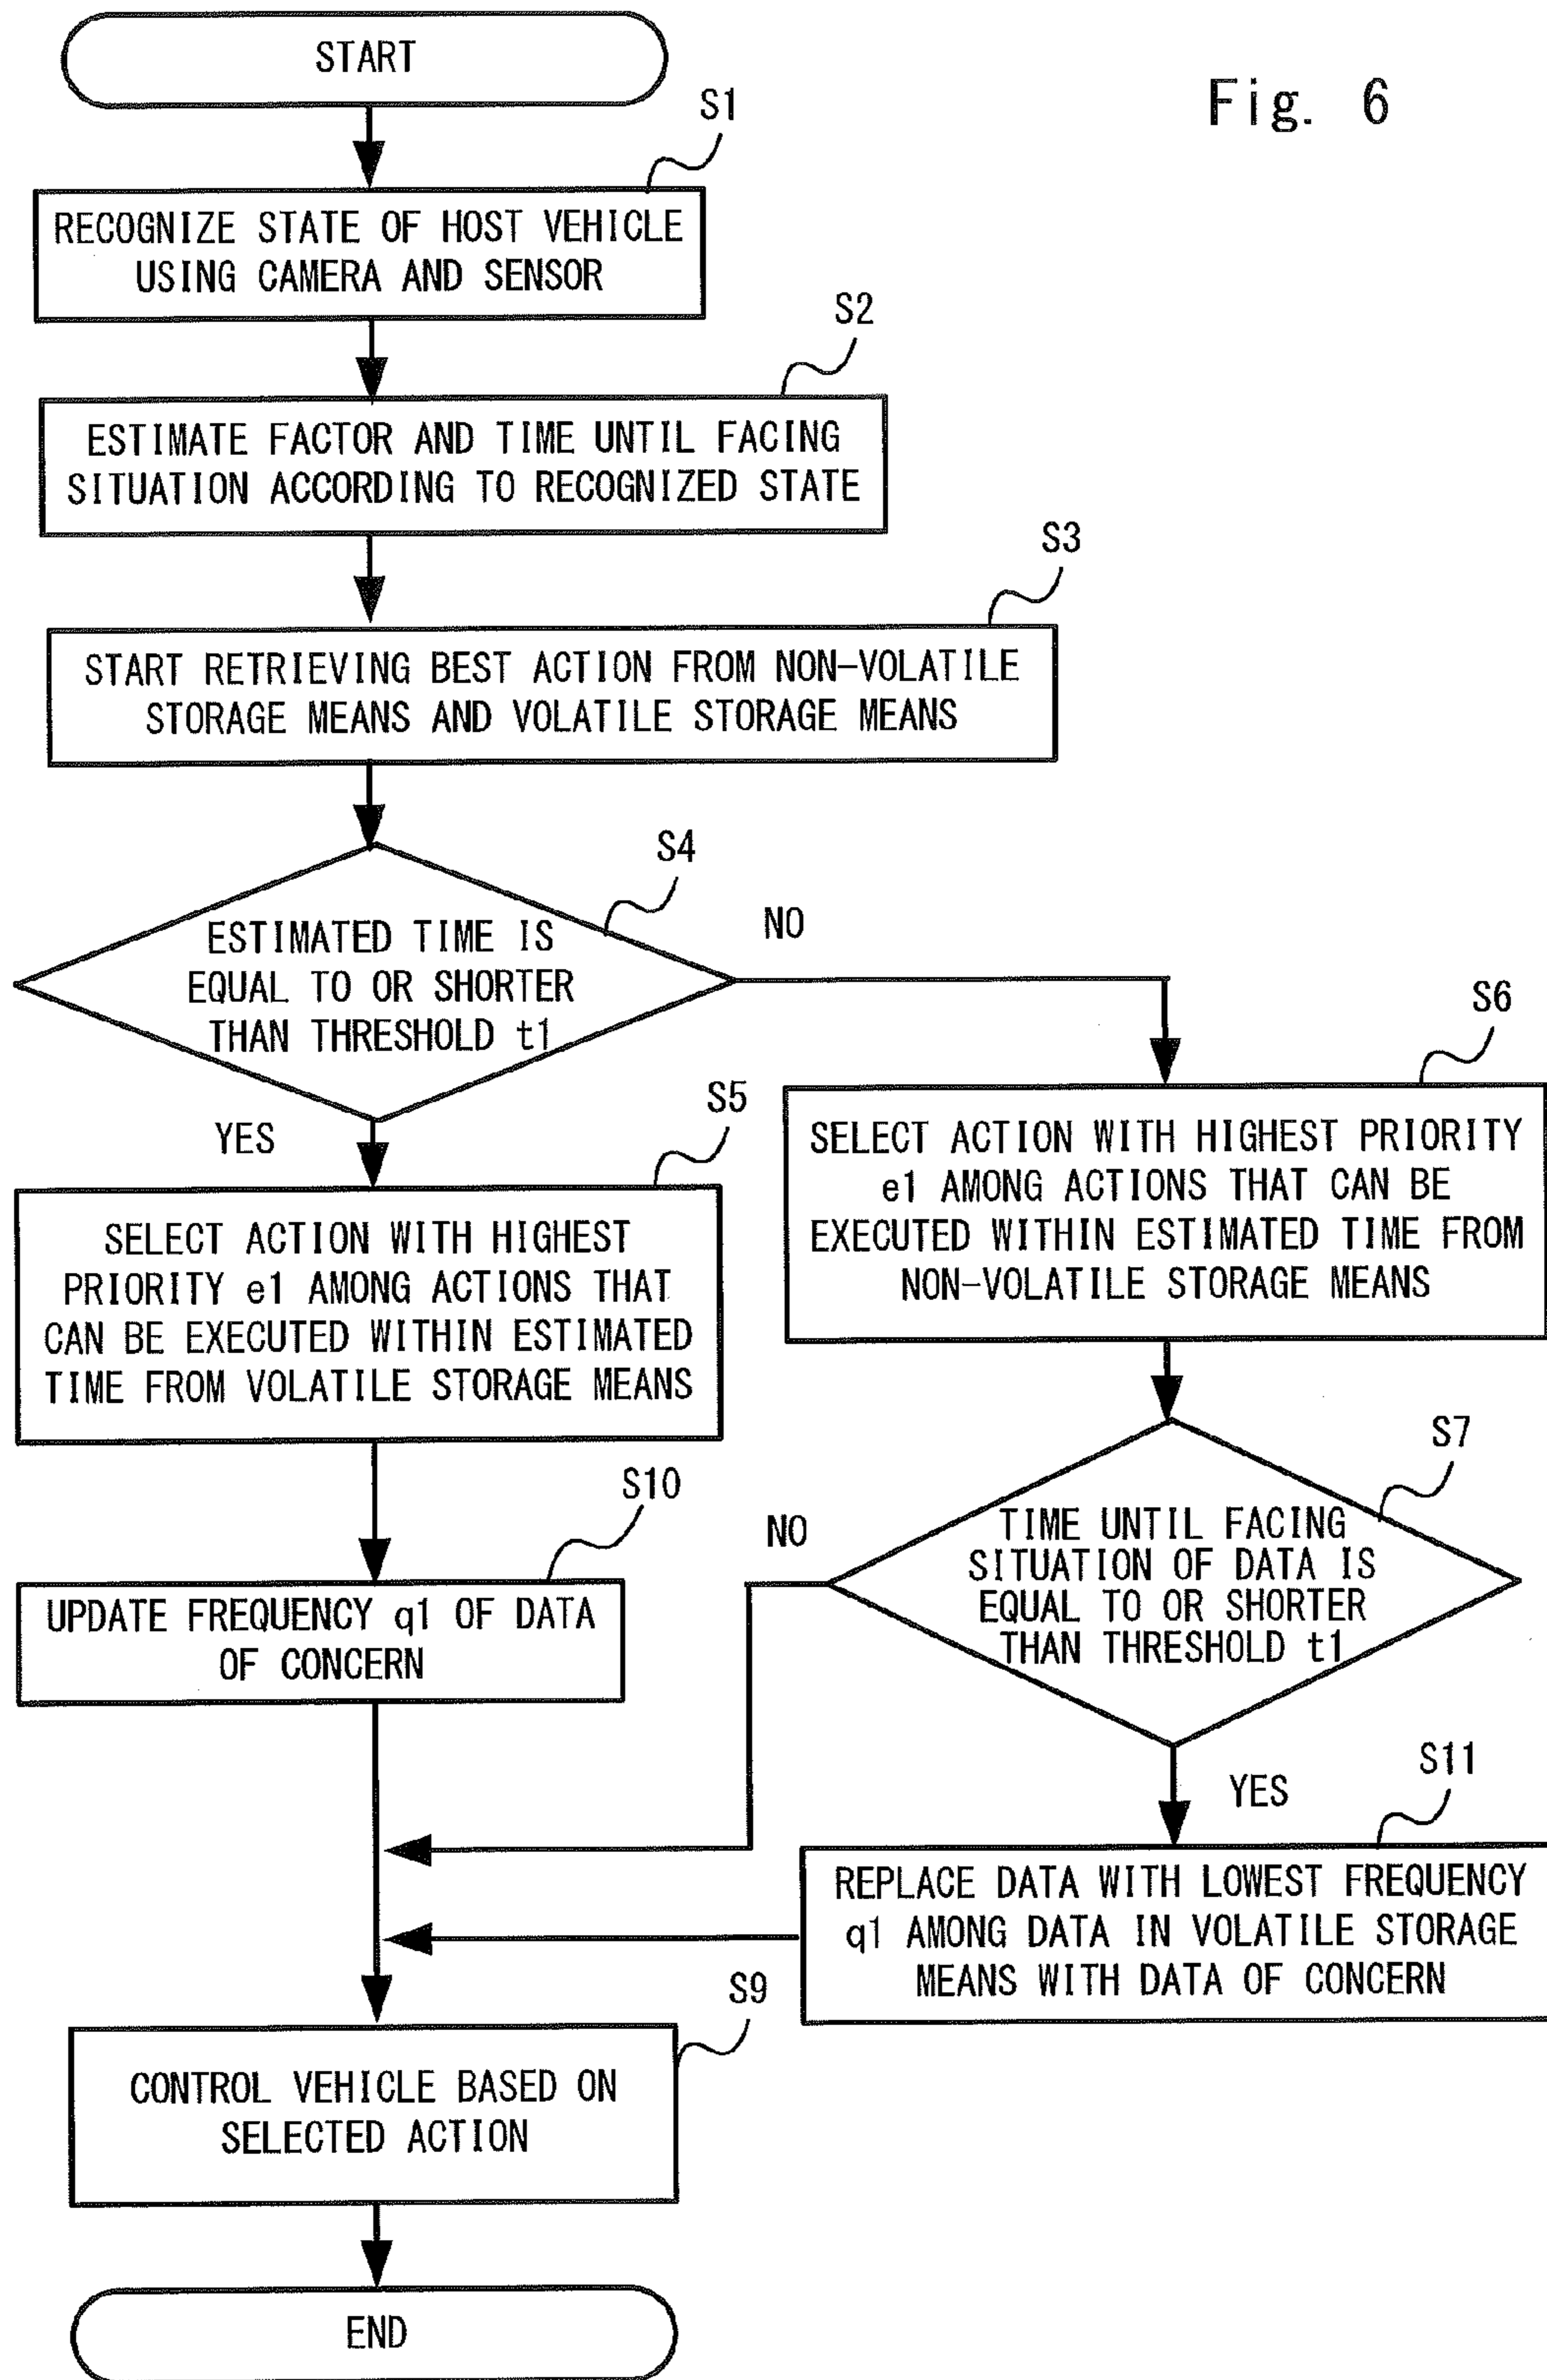 START
Fig. 6
S1
RECOGNIZE STATE OF HOST VEHICLE
USING CAMERA AND SENSOR
S2
ESTIMATE FACTOR AND TIME UNTIL FACING
SITUATION ACCORDING TO RECOGNIZED STATE
S3
START RETRIEVING BEST ACTION FROM NON-VOLATILE
STORAGE MEANS AND VOLATILE STORAGE MEANS
S4
ESTIMATED TIME IS
EQUAL TO OR SHORTER
THAN THRESHOLD t1
NO
YES
S5
SELECT ACTION WITH HIGHEST
PRIORITY e1 AMONG ACTIONS THAT
CAN BE EXECUTED WITHIN ESTIMATED
TIME FROM VOLATILE STORAGE MEANS
S6
SELECT ACTION WITH HIGHEST PRIORITY
e1 AMONG ACTIONS THAT CAN BE
EXECUTED WITHIN ESTIMATED TIME FROM
NON-VOLATILE STORAGE MEANS
S10
UPDATE FREQUENCY q1 OF DATA
OF CONCERN
S7
TIME UNTIL FACING
SITUATION OF DATA IS
EQUAL TO OR SHORTER
THAN THRESHOLD t1
NO
YES
S11
REPLACE DATA WITH LOWEST FREQUENCY
q1 AMONG DATA IN VOLATILE STORAGE
MEANS WITH DATA OF CONCERN
S9
CONTROL VEHICLE BASED ON
SELECTED ACTION
END